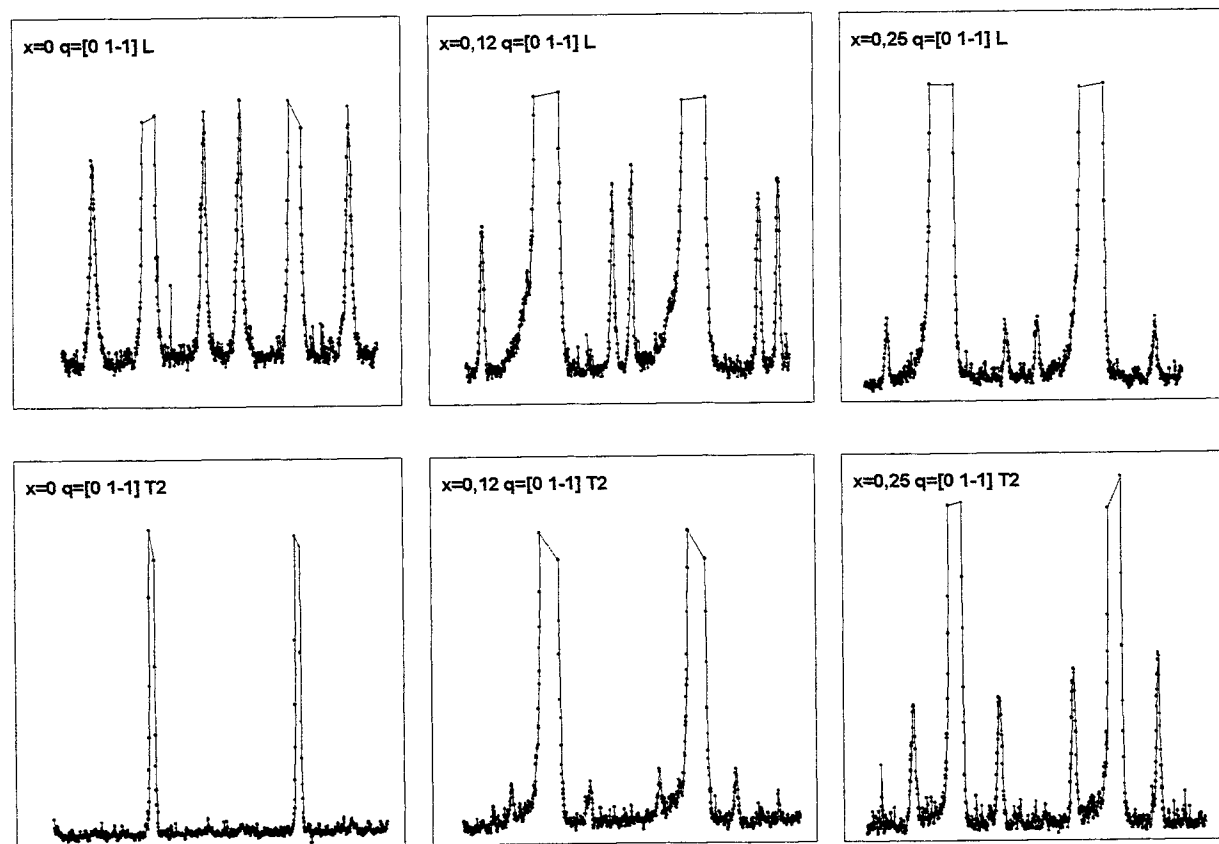 x=0 q=[0 1-1] L
x=0,12 q=[0 1-1] L
x=0,25 q=[0 1-1] L
x=0 q=[0 1-1] T2
x=0,12 q=[0 1-1] T2
x=0,25 q=[0 1-1] T2